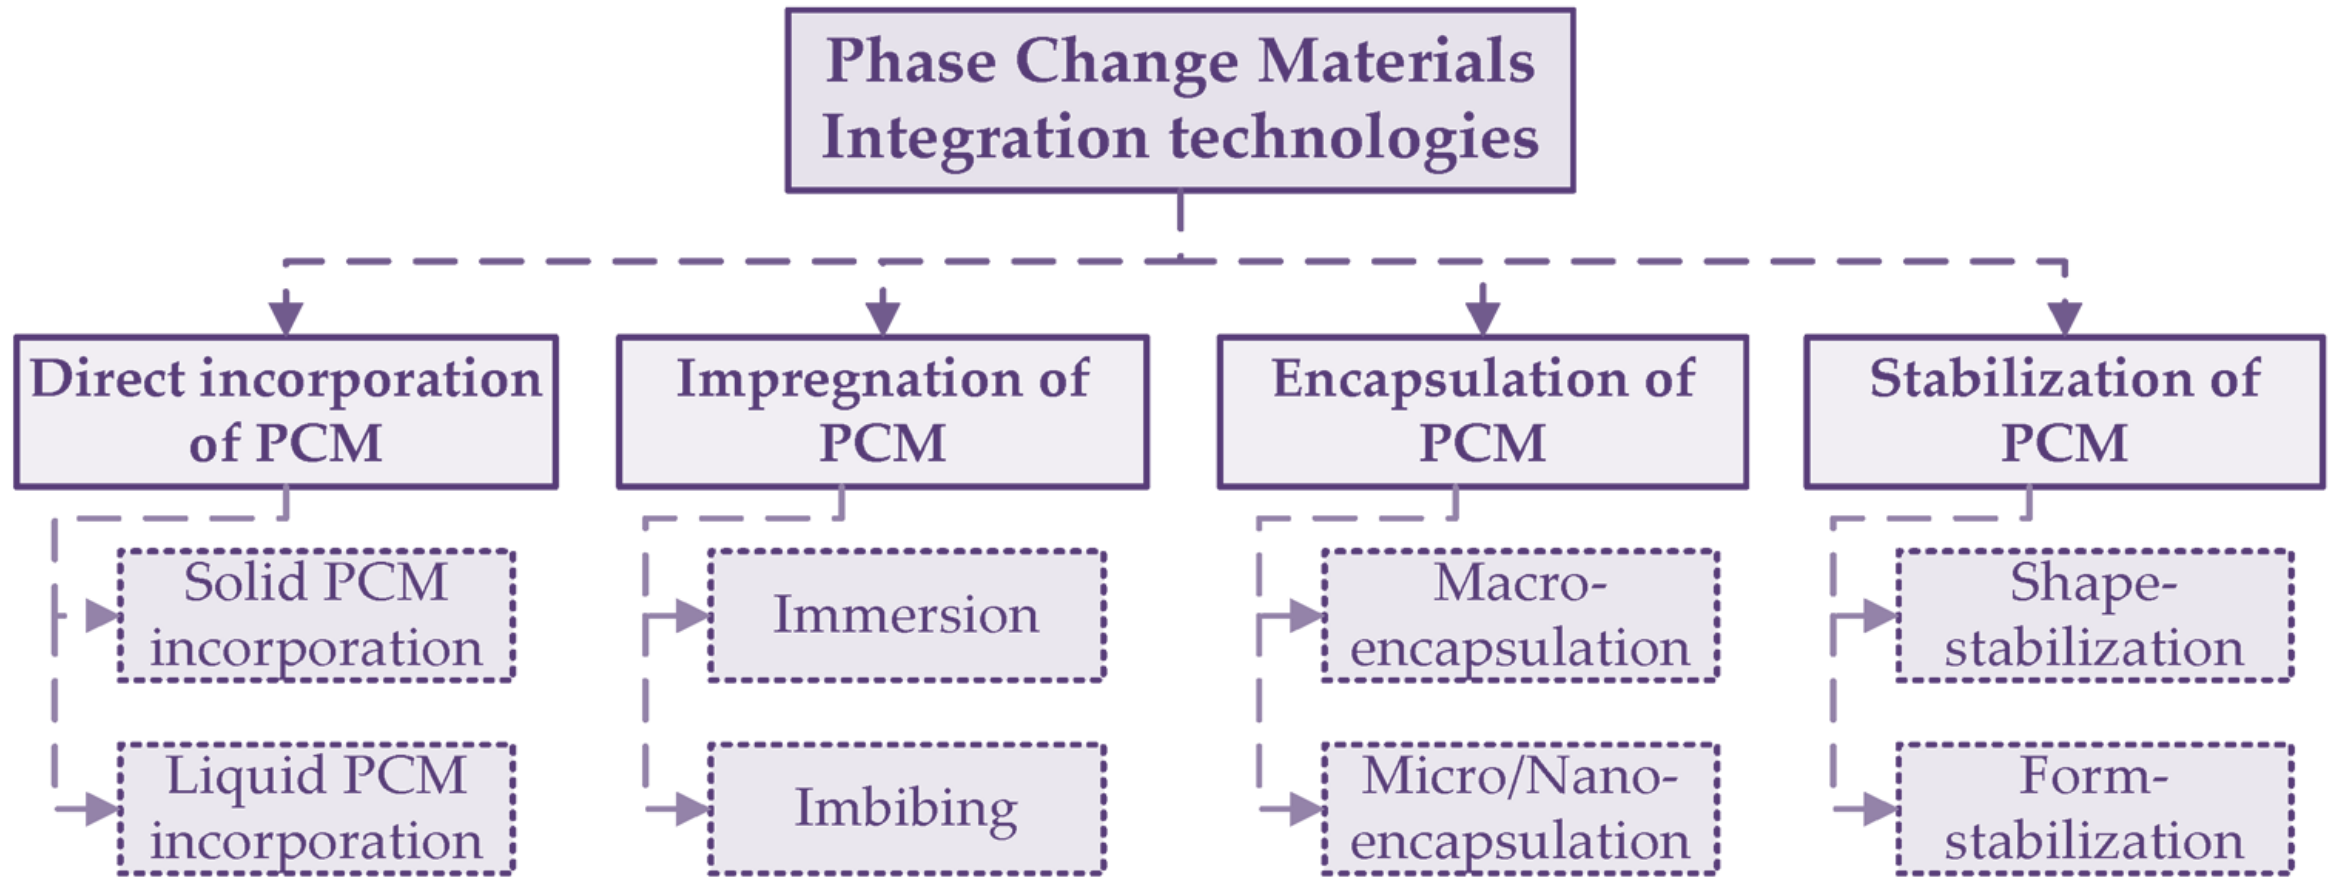 Phase Change Materials
Integration technologies
Direct incorporation
of PCM
Impregnation of
PCM
Encapsulation of
PCM
Stabilization of
PCM
Solid PCM
incorporation
Immersion
Macro-
encapsulation
Shape-
stabilization
Liquid PCM
incorporation
Imbibing
Micro/Nano-
encapsulation
Form-
stabilization